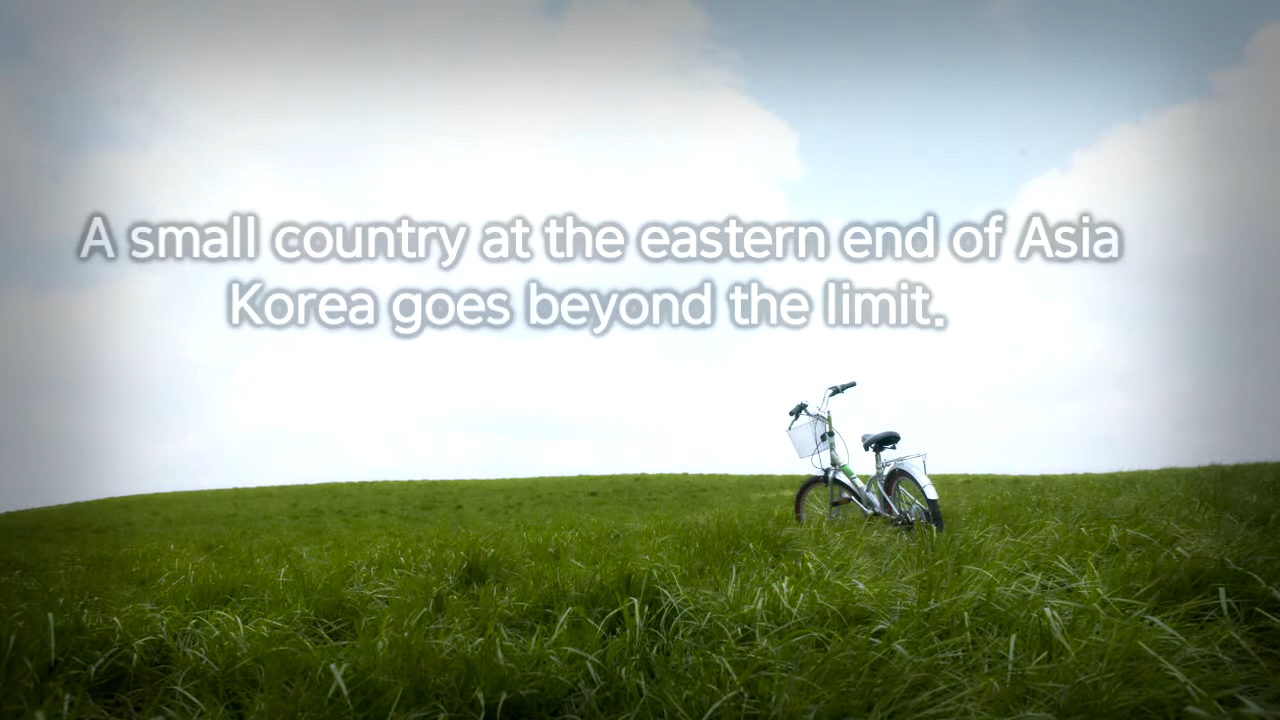 A small country at the eastern end of Asia
Korea goes beyond the limit.